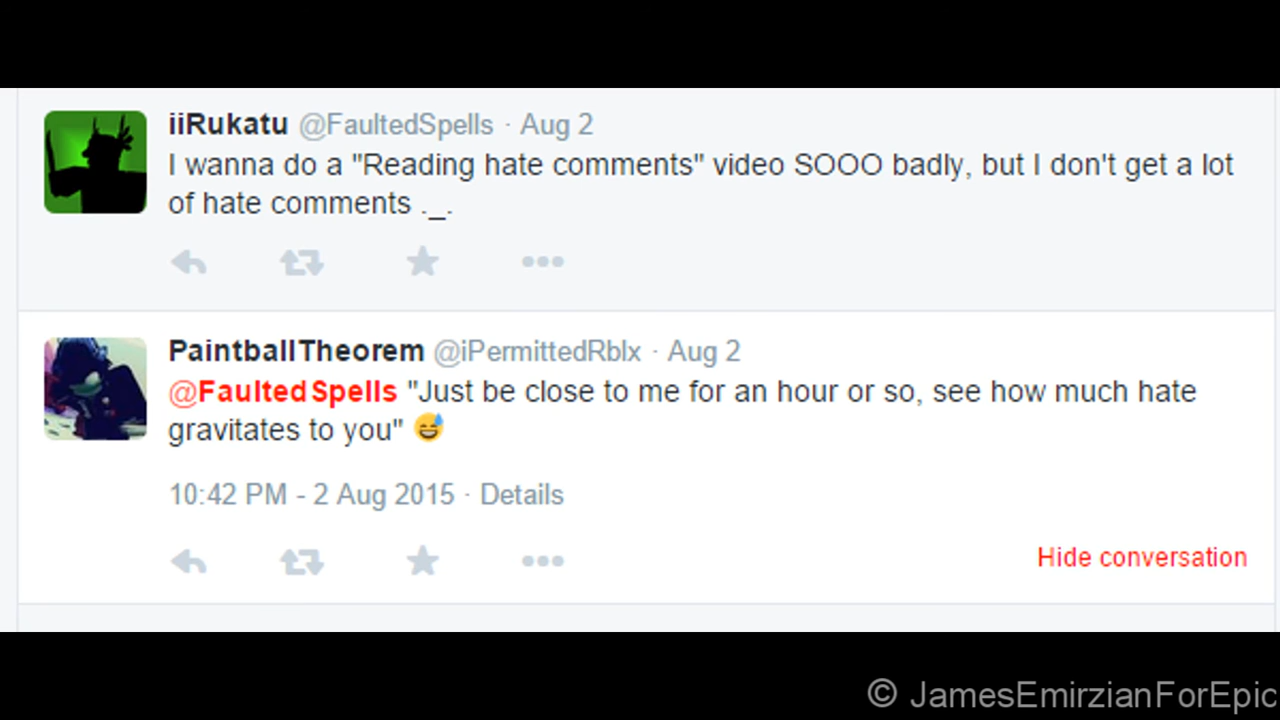 iiRukatu @FaultedSpells · Aug 2
I wanna do a "Reading hate comments" video SOOO badly, but I don't get a lot
of hate comments ._.
PaintballTheorem @iPermittedRblx · Aug 2
@FaultedSpells "Just be close to me for an hour or so, see how much hate
gravitates to you" 😅
10:42 PM - 2 Aug 2015 · Details
Hide conversation
© JamesEmirzianForEpic